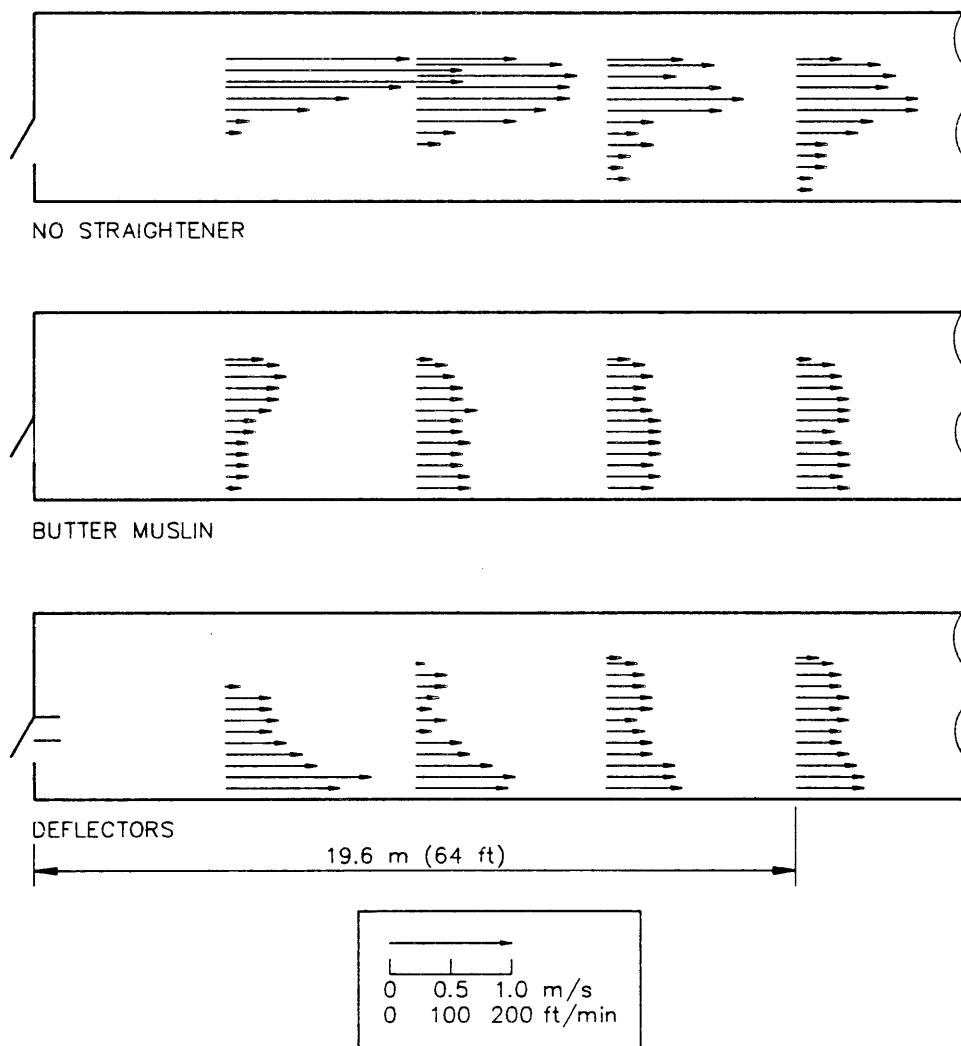 NO STRAIGHTENER
BUTTER MUSLIN
DEFLECTORS
19.6 m (64 ft)
0 0.5 1.0 m/s
0 100 200 ft/min